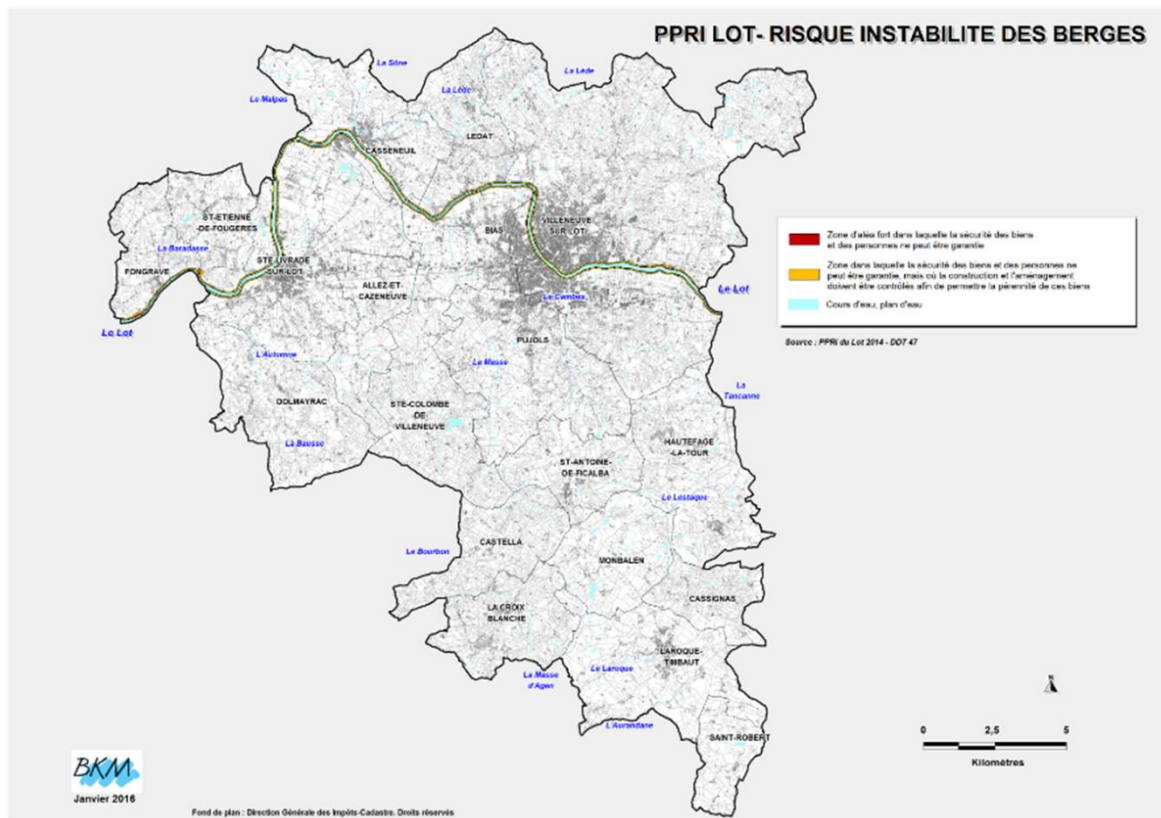 PPRI LOT- RISQUE INSTABILITE DES BERGES
La Sône
La Lède
La Lède
Le Malpas
LEDAT
CASSENEUIL
ST-ETIENNE
-DE-FOUGERES
VILLENEUVE
-SUR-LOT-
BIAS
La Baradasse
STE-LIVRADE
-SUR-LOT-
FONGRAVE
ALLEZ-ET-
CAZENEUVE
Le Lot
Le Lot
PUJOLS
L'Automne
La Masse
La
Tancanne
DOLMAYRAC
STE-COLOMBE
-DE-
VILLENEUVE
La Bausse
HAUTEFAGE
-LA-TOUR
ST-ANTOINE-
DE-FICALBA
Le Lestaque
CASTELLA
Le Bourbon
MONBALEN
CASSIGNAS
LA CROIX
BLANCHE
LAROQUE-
TIMBAUT
Le Laroque
La Masse
d'Agen
L'Aurandane
SAINT-ROBERT
Zone d'aléa fort dans laquelle la sécurité des biens
et des personnes ne peut être garantie
Zone dans laquelle la sécurité des biens et des personnes ne
peut être garantie, mais où la construction et l'aménagement
doivent être contrôlés afin de permettre la pérennité de ces biens
Cours d'eau, plan d'eau
Source : PPRI du Lot 2014 - DDT 47
N
0 2,5 5
Kilomètres
BKM
Janvier 2016
Fond de plan : Direction Générale des Impôts-Cadastre. Droits réservés